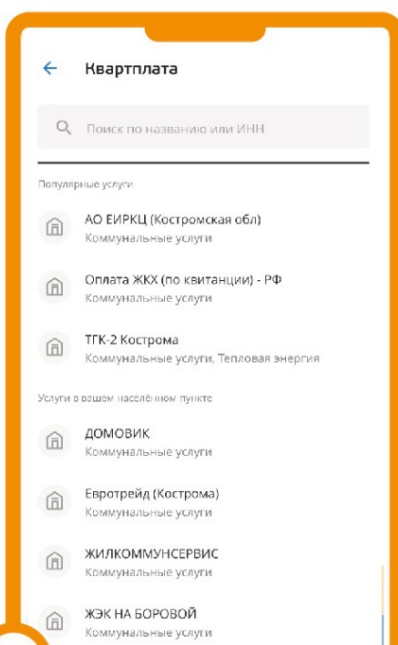 Квартплата
Поиск по названию или ИНН
Популярные услуги
АО ЕИРКЦ (Костромская обл)
Коммунальные услуги
Оплата ЖКХ (по квитанции) - РФ
Коммунальные услуги
ТГК-2 Кострома
Коммунальные услуги, Тепловая энергия
Услуги в вашем населённом пункте
ДОМОВИК
Коммунальные услуги
Евротрейд (Кострома)
Коммунальные услуги
ЖИЛКОММУНСЕРВИС
Коммунальные услуги
ЖЭК НА БОРОВОЙ
Коммунальные услуги